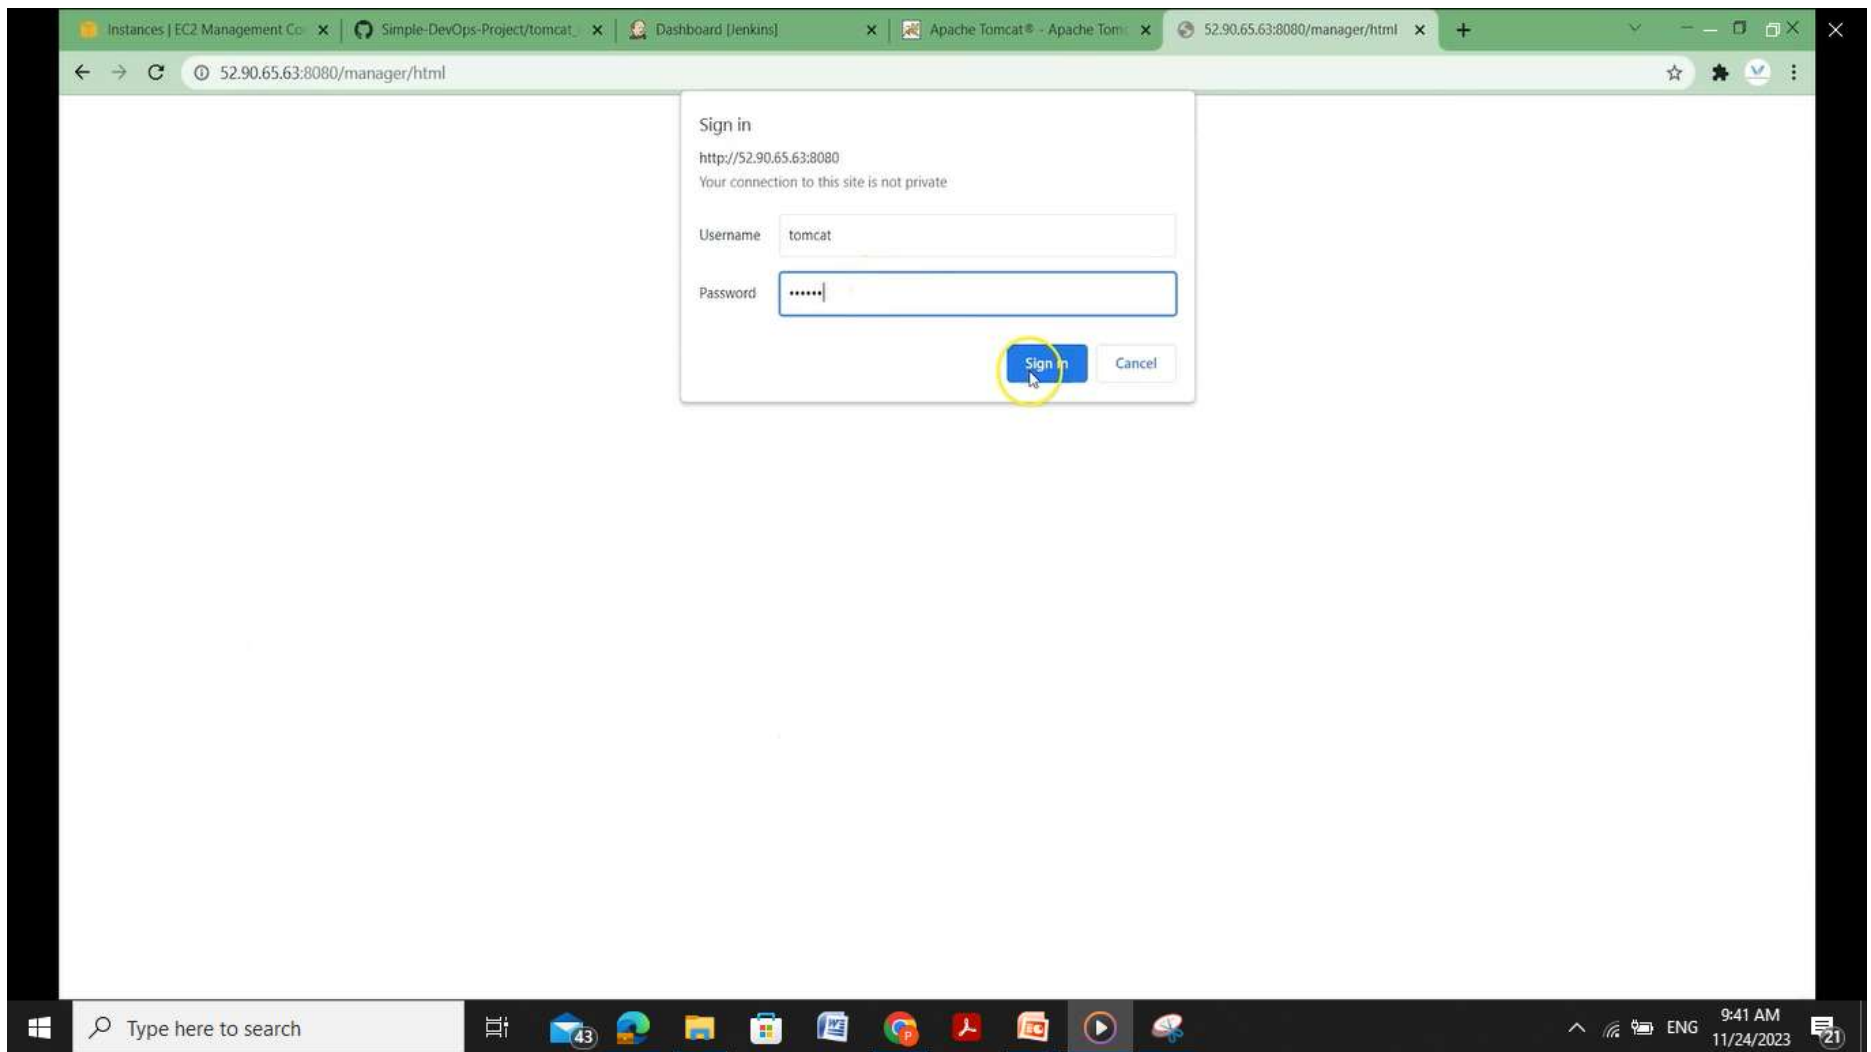 Instances | EC2 Management Co
Simple-DevOps-Project/tomcat_
Dashboard [Jenkins]
Apache Tomcat® - Apache Tom
52.90.65.63:8080/manager/html
52.90.65.63:8080/manager/html
Sign in
http://52.90.65.63:8080
Your connection to this site is not private
Username tomcat
Password ••••••
Sign in Cancel
Type here to search
43
ENG
9:41 AM
11/24/2023
21